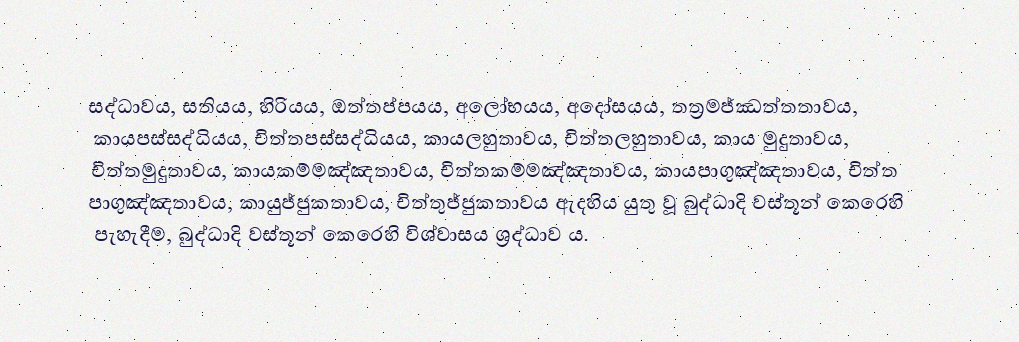 සද්ධාවය, සතියය, හිරියය, ඔත්තප්පයය, අලෝභයය, අදෝසයය, තත්‍රමජ්ඣත්තතාවය,
කායපස්සද්ධියය, චිත්තපස්සද්ධියය, කායලහුතාවය, චිත්තලහුතාවය, කාය මුදුතාවය,
චිත්තමුදුතාවය, කායකම්මඤ්ඤතාවය, චිත්තකම්මඤ්ඤතාවය, කායපාගුඤ්ඤතාවය, චිත්ත
පාගුඤ්ඤතාවය, කායුජ්ජුකතාවය, චිත්තුජ්ජුකතාවය ඇදහිය යුතු වූ බුද්ධාදි වස්තූන් කෙරෙහි
පැහැදීම, බුද්ධාදි වස්තූන් කෙරෙහි විශ්වාසය ශ්‍රද්ධාව ය.